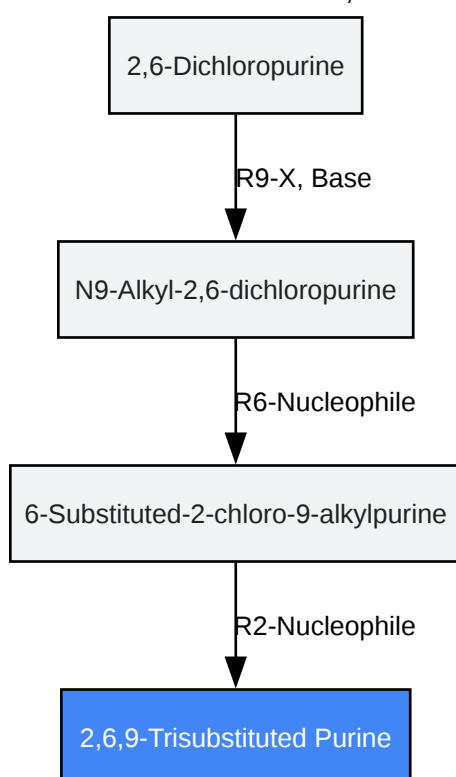 2,6-Dichloropurine
R9-X, Base
N9-Alkyl-2,6-dichloropurine
R6-Nucleophile
6-Substituted-2-chloro-9-alkylpurine
R2-Nucleophile
2,6,9-Trisubstituted Purine